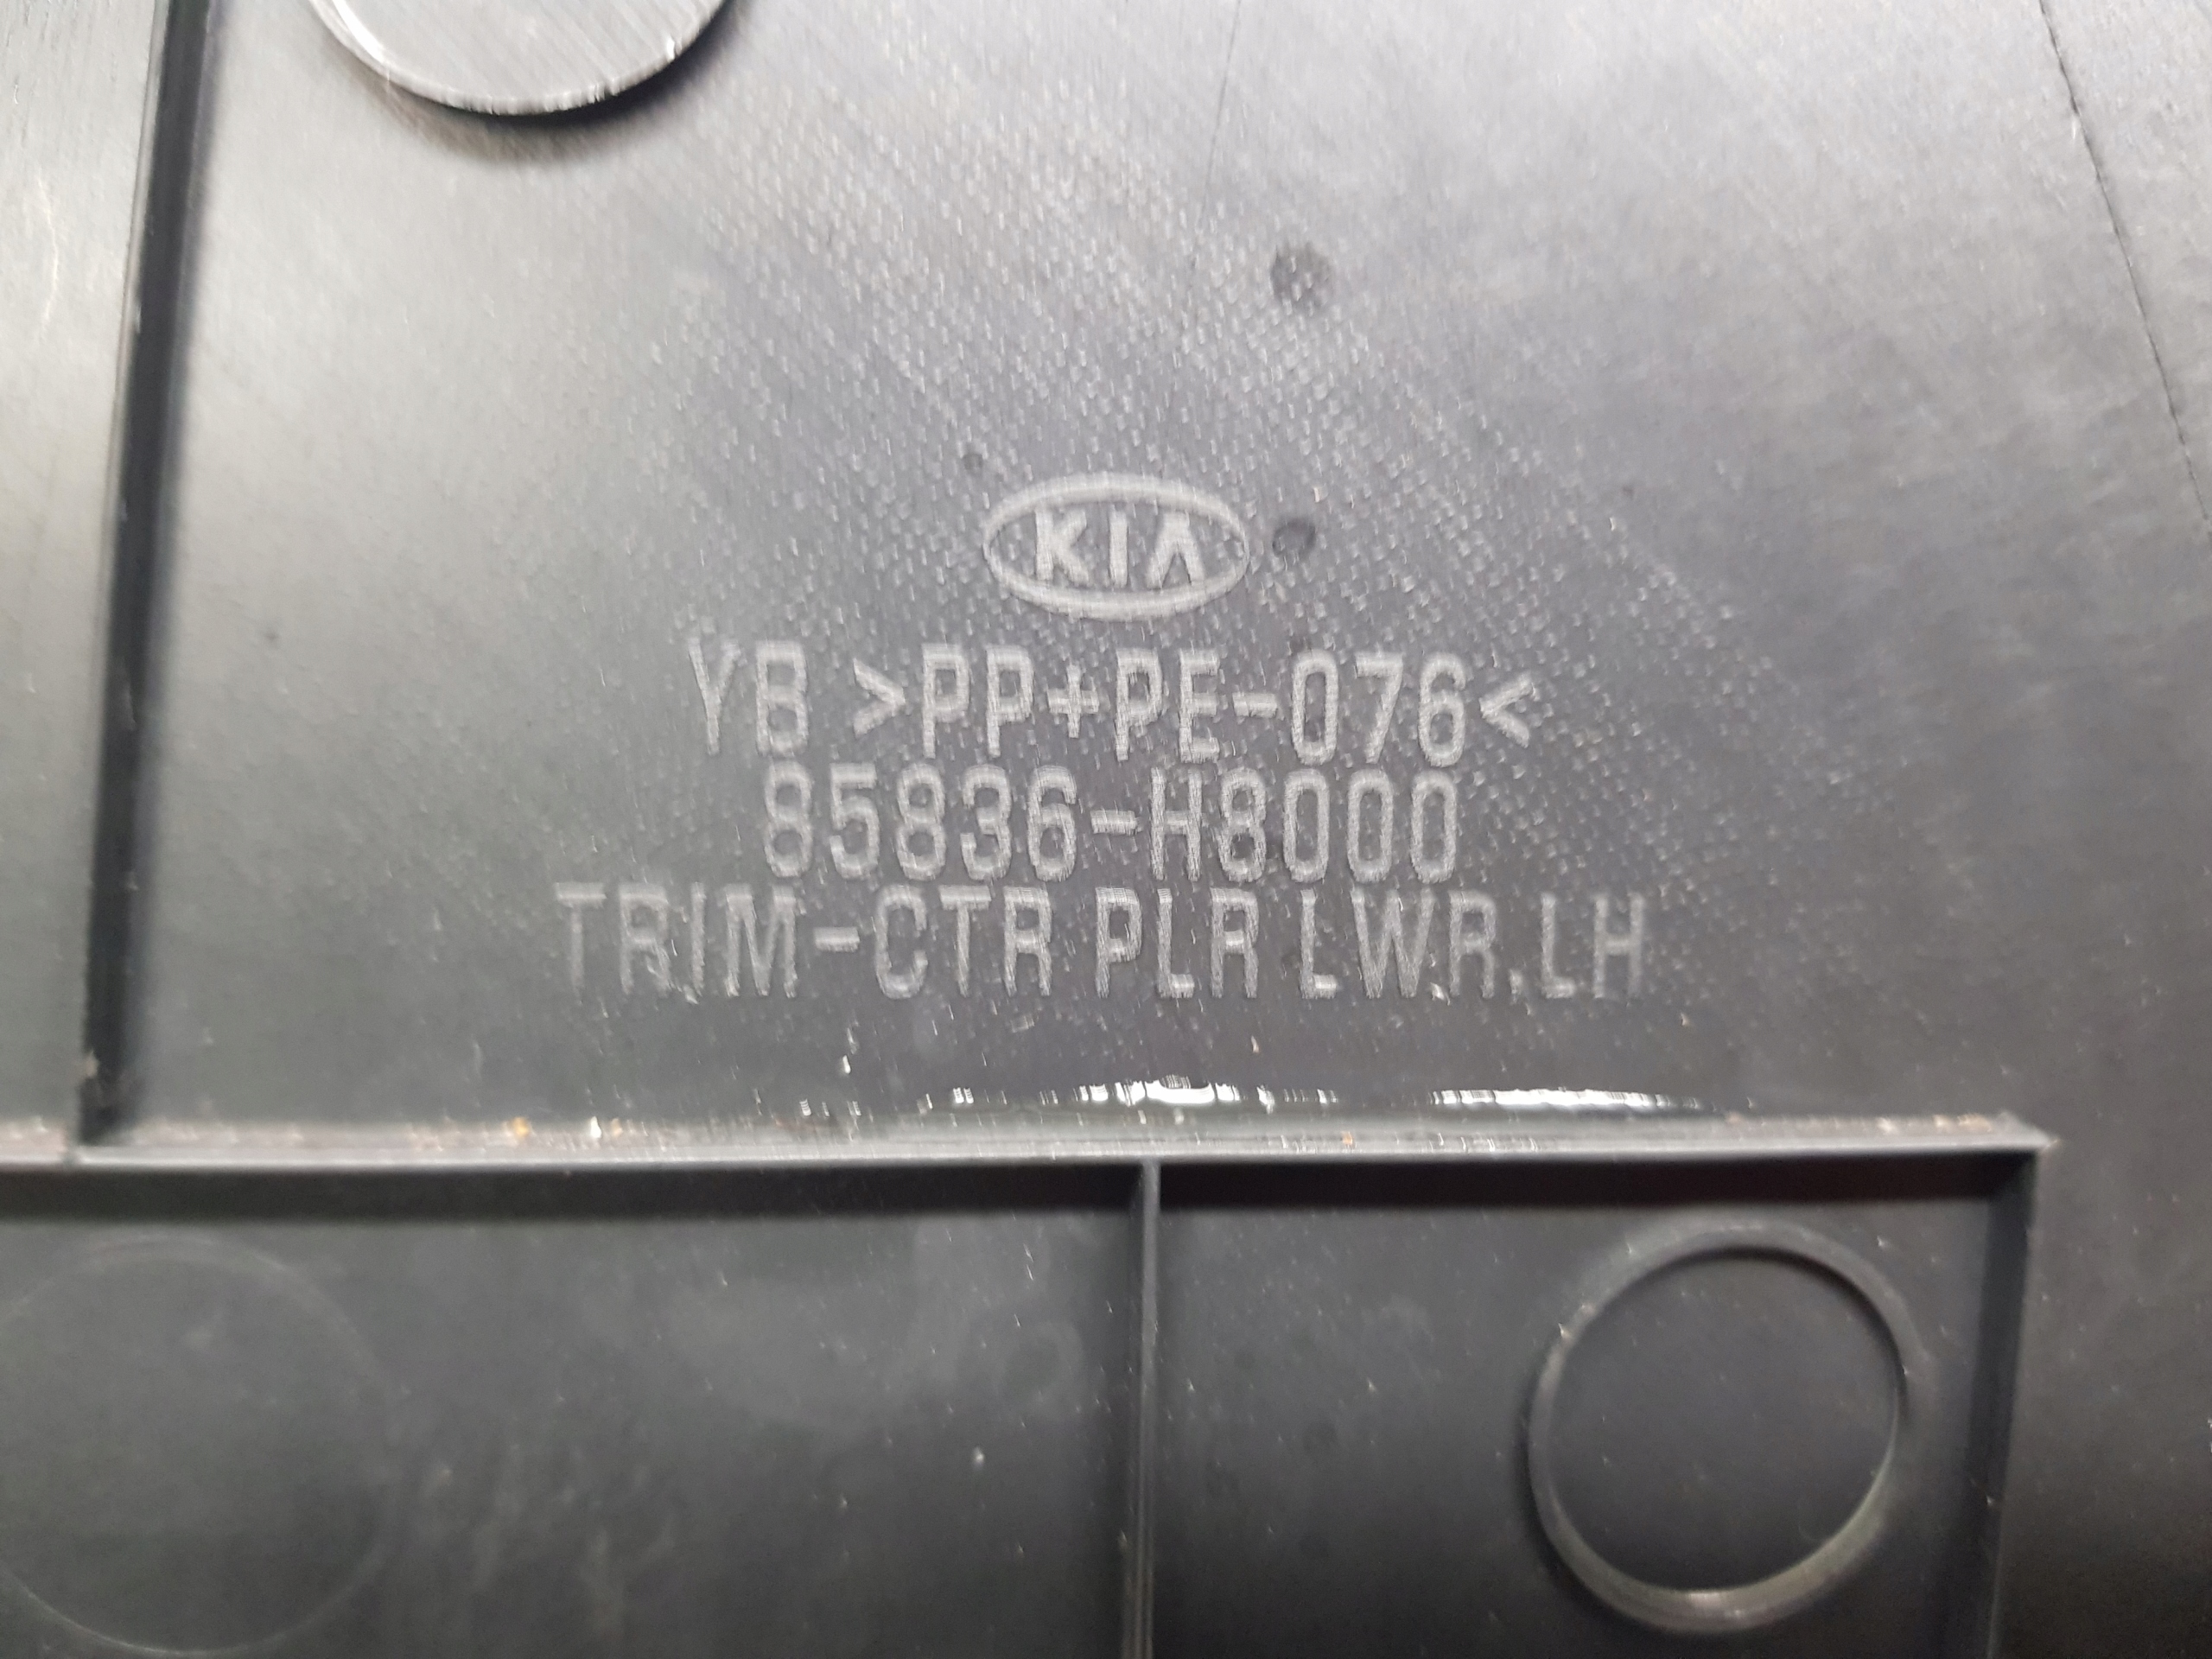 KIA
YB >PP+PE-076<
85836-H8000
TRIM-CTR PLR LWR.LH